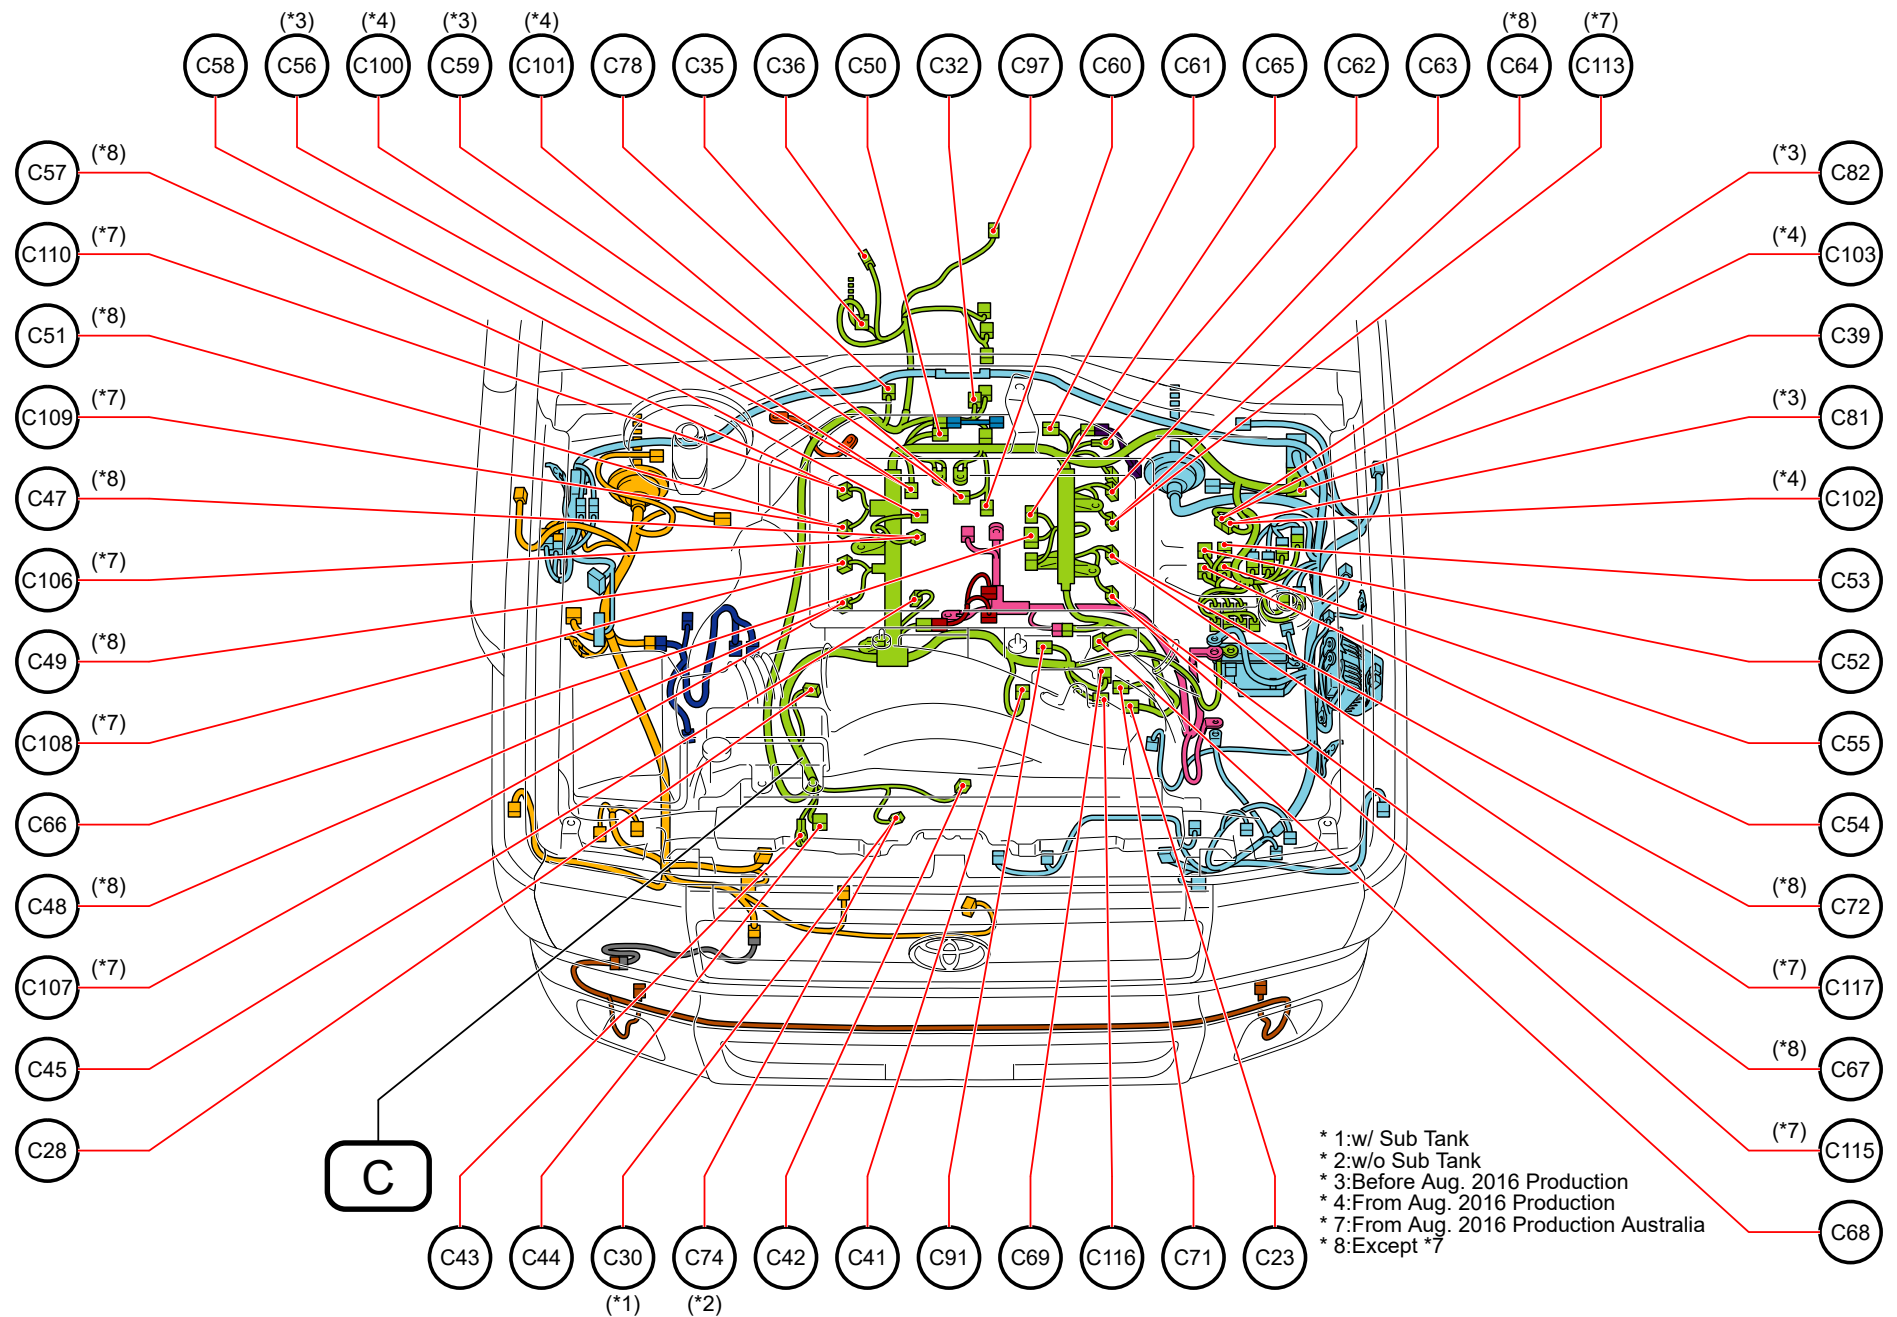 (*3) (*4) (*3) (*4) (*8) (*7)
C58 C56 C100 C59 C101 C78 C35 C36 C50 C32 C97 C60 C61 C65 C62 C63 C64 C113
C57 (*8)
C110 (*7)
C51 (*8)
C109 (*7)
C47 (*8)
C106 (*7)
C49 (*8)
C108 (*7)
C66
C48 (*8)
C107 (*7)
C45
C28
(*3) C82
(*4) C103
C39
(*3) C81
(*4) C102
C53
C52
C55
C54
(*8) C72
(*7) C117
(*8) C67
(*7) C115
C68
C
C43 C44 C30 C74 C42 C41 C91 C69 C116 C71 C23
(*1) (*2)
* 1:w/ Sub Tank
* 2:w/o Sub Tank
* 3:Before Aug. 2016 Production
* 4:From Aug. 2016 Production
* 7:From Aug. 2016 Production Australia
* 8:Except *7